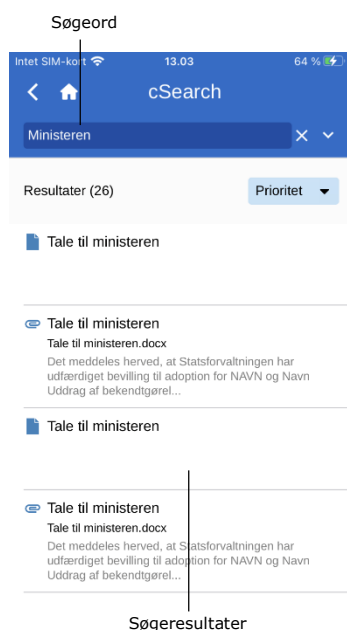 Søgeord
Intet SIM-kort 13.03 64 %
cSearch
Ministeren
Resultater (26) Prioritet
Tale til ministeren
Tale til ministeren
Tale til ministeren.docx
Det meddeles herved, at Statsforvaltningen har
udfærdiget bevilling til adoption for NAVN og Navn
Uddrag af bekendtgørel...
Tale til ministeren
Tale til ministeren
Tale til ministeren.docx
Det meddeles herved, at Statsforvaltningen har
udfærdiget bevilling til adoption for NAVN og Navn
Uddrag af bekendtgørel...
Søgeresultater